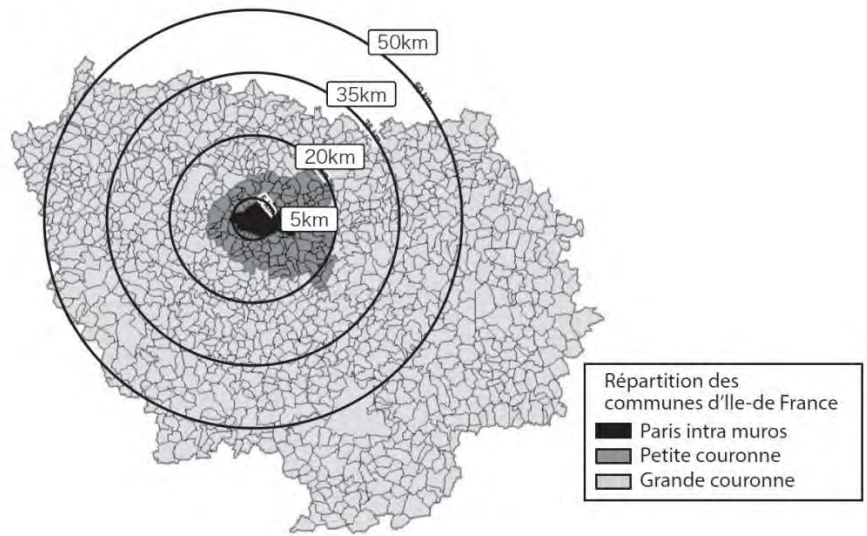 50km
35km
20km
5km
Répartition des
communes d'Ile-de France
Paris intra muros
Petite couronne
Grande couronne